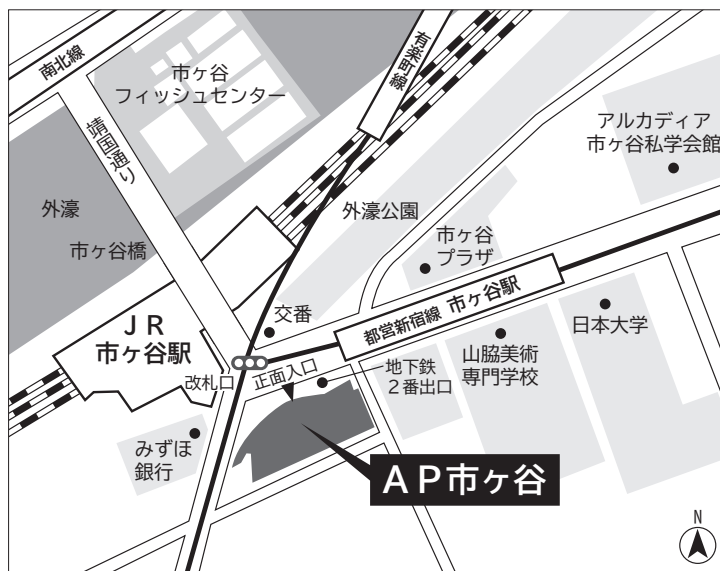 南北線
市ヶ谷
フィッシュセンター
有楽町線
靖国通り
アルカディア
市ヶ谷私学会館
外濠
外濠公園
市ヶ谷橋
市ヶ谷
プラザ
交番
都営新宿線 市ヶ谷駅
ＪＲ
市ヶ谷駅
日本大学
山脇美術
専門学校
改札口
正面入口
地下鉄
２番出口
みずほ
銀行
ＡＰ市ヶ谷
N